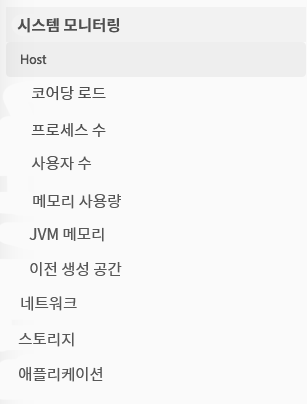 시스템 모니터링
Host
코어당 로드
프로세스 수
사용자 수
메모리 사용량
JVM 메모리
이전 생성 공간
네트워크
스토리지
애플리케이션